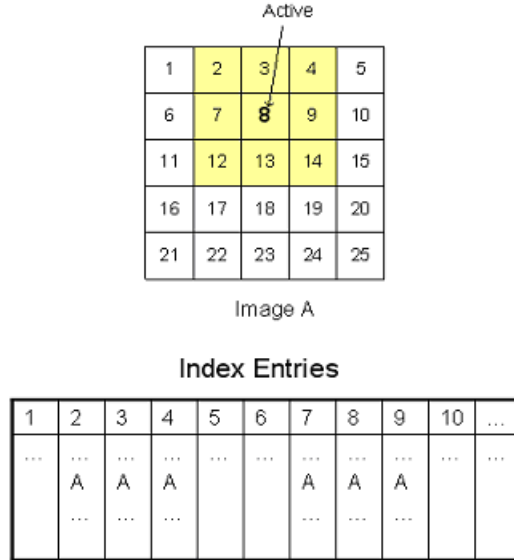 Active
1 2 3 4 5
6 7 8 9 10
11 12 13 14 15
16 17 18 19 20
21 22 23 24 25
Image A
Index Entries
1 2 3 4 5 6 7 8 9 10 ...
... ... ... ... ... ... ... ... ... ... ...
A A A A A A
... ... ... ... ... ...